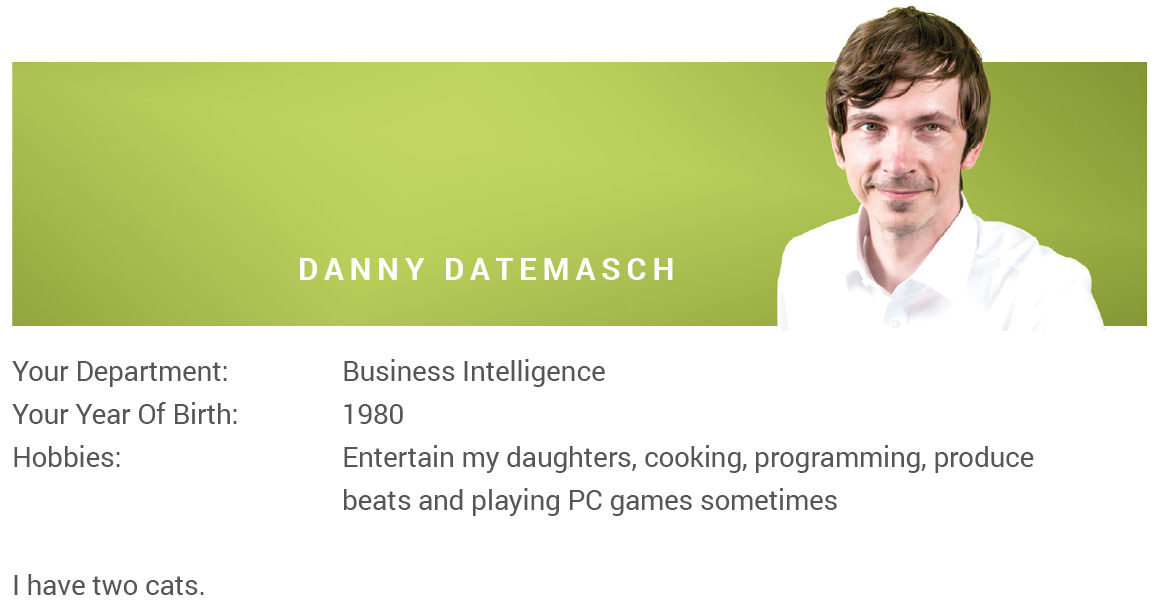 DANNY DATEMASCH
Your Department: Business Intelligence
Your Year Of Birth: 1980
Hobbies: Entertain my daughters, cooking, programming, produce
beats and playing PC games sometimes
I have two cats.